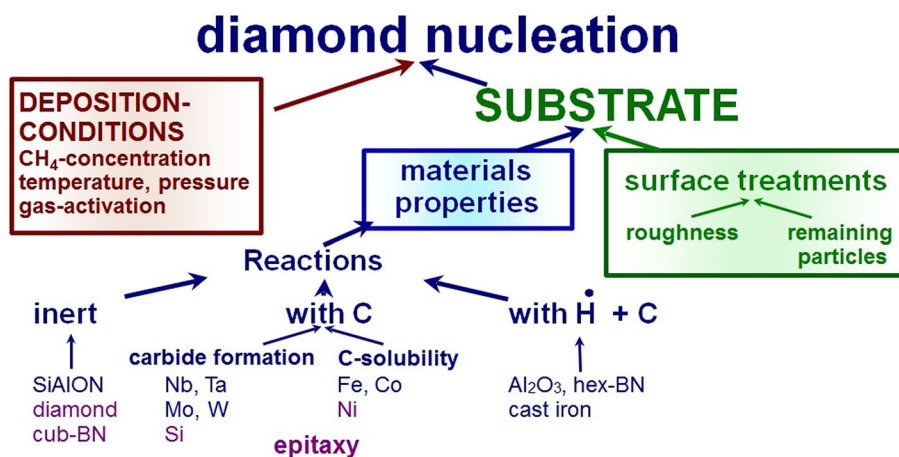 diamond nucleation
DEPOSITION-
CONDITIONS
CH₄-concentration
temperature, pressure
gas-activation
SUBSTRATE
materials
properties
surface treatments
roughness
remaining
particles
Reactions
inert
with C
with Ḣ + C
carbide formation
C-solubility
SiAlON
diamond
cub-BN
Nb, Ta
Mo, W
Si
Fe, Co
Ni
Al₂O₃, hex-BN
cast iron
epitaxy